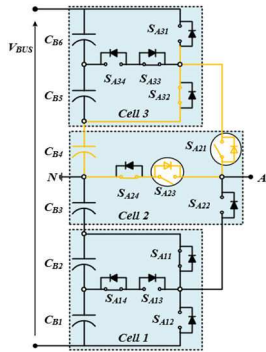 V_BUS
C_B6
S_A31
S_A34 S_A33
C_B5
S_A32
Cell 3
C_B4
S_A21
N
S_A24 S_A23
A
C_B3
S_A22
Cell 2
C_B2
S_A11
S_A14 S_A13
C_B1
S_A12
Cell 1